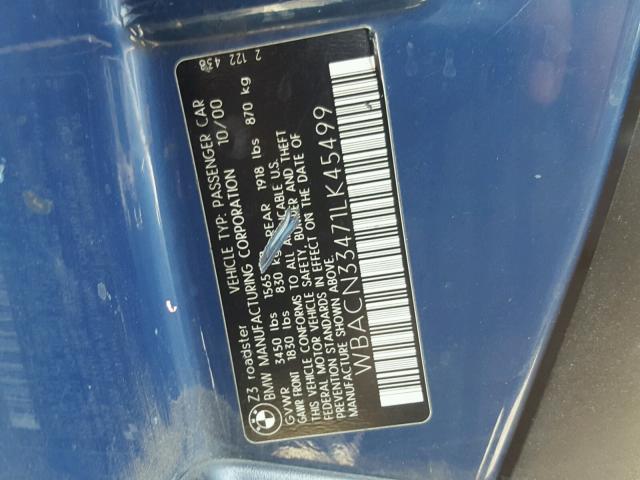 Z3 roadster VEHICLE TYP: PASSENGER CAR
BMW MANUFACTURING CORPORATION 10/00
GVWR 3450 lbs 1565
GAWR FRONT 1830 lbs 830 kg REAR 1918 lbs 870 kg
THIS VEHICLE CONFORMS TO ALL APPLICABLE U.S.
FEDERAL MOTOR VEHICLE SAFETY, BUMPER AND THEFT
PREVENTION STANDARDS IN EFFECT ON THE DATE OF
MANUFACTURE SHOWN ABOVE.
WBACN33471LK45499
2 122 438